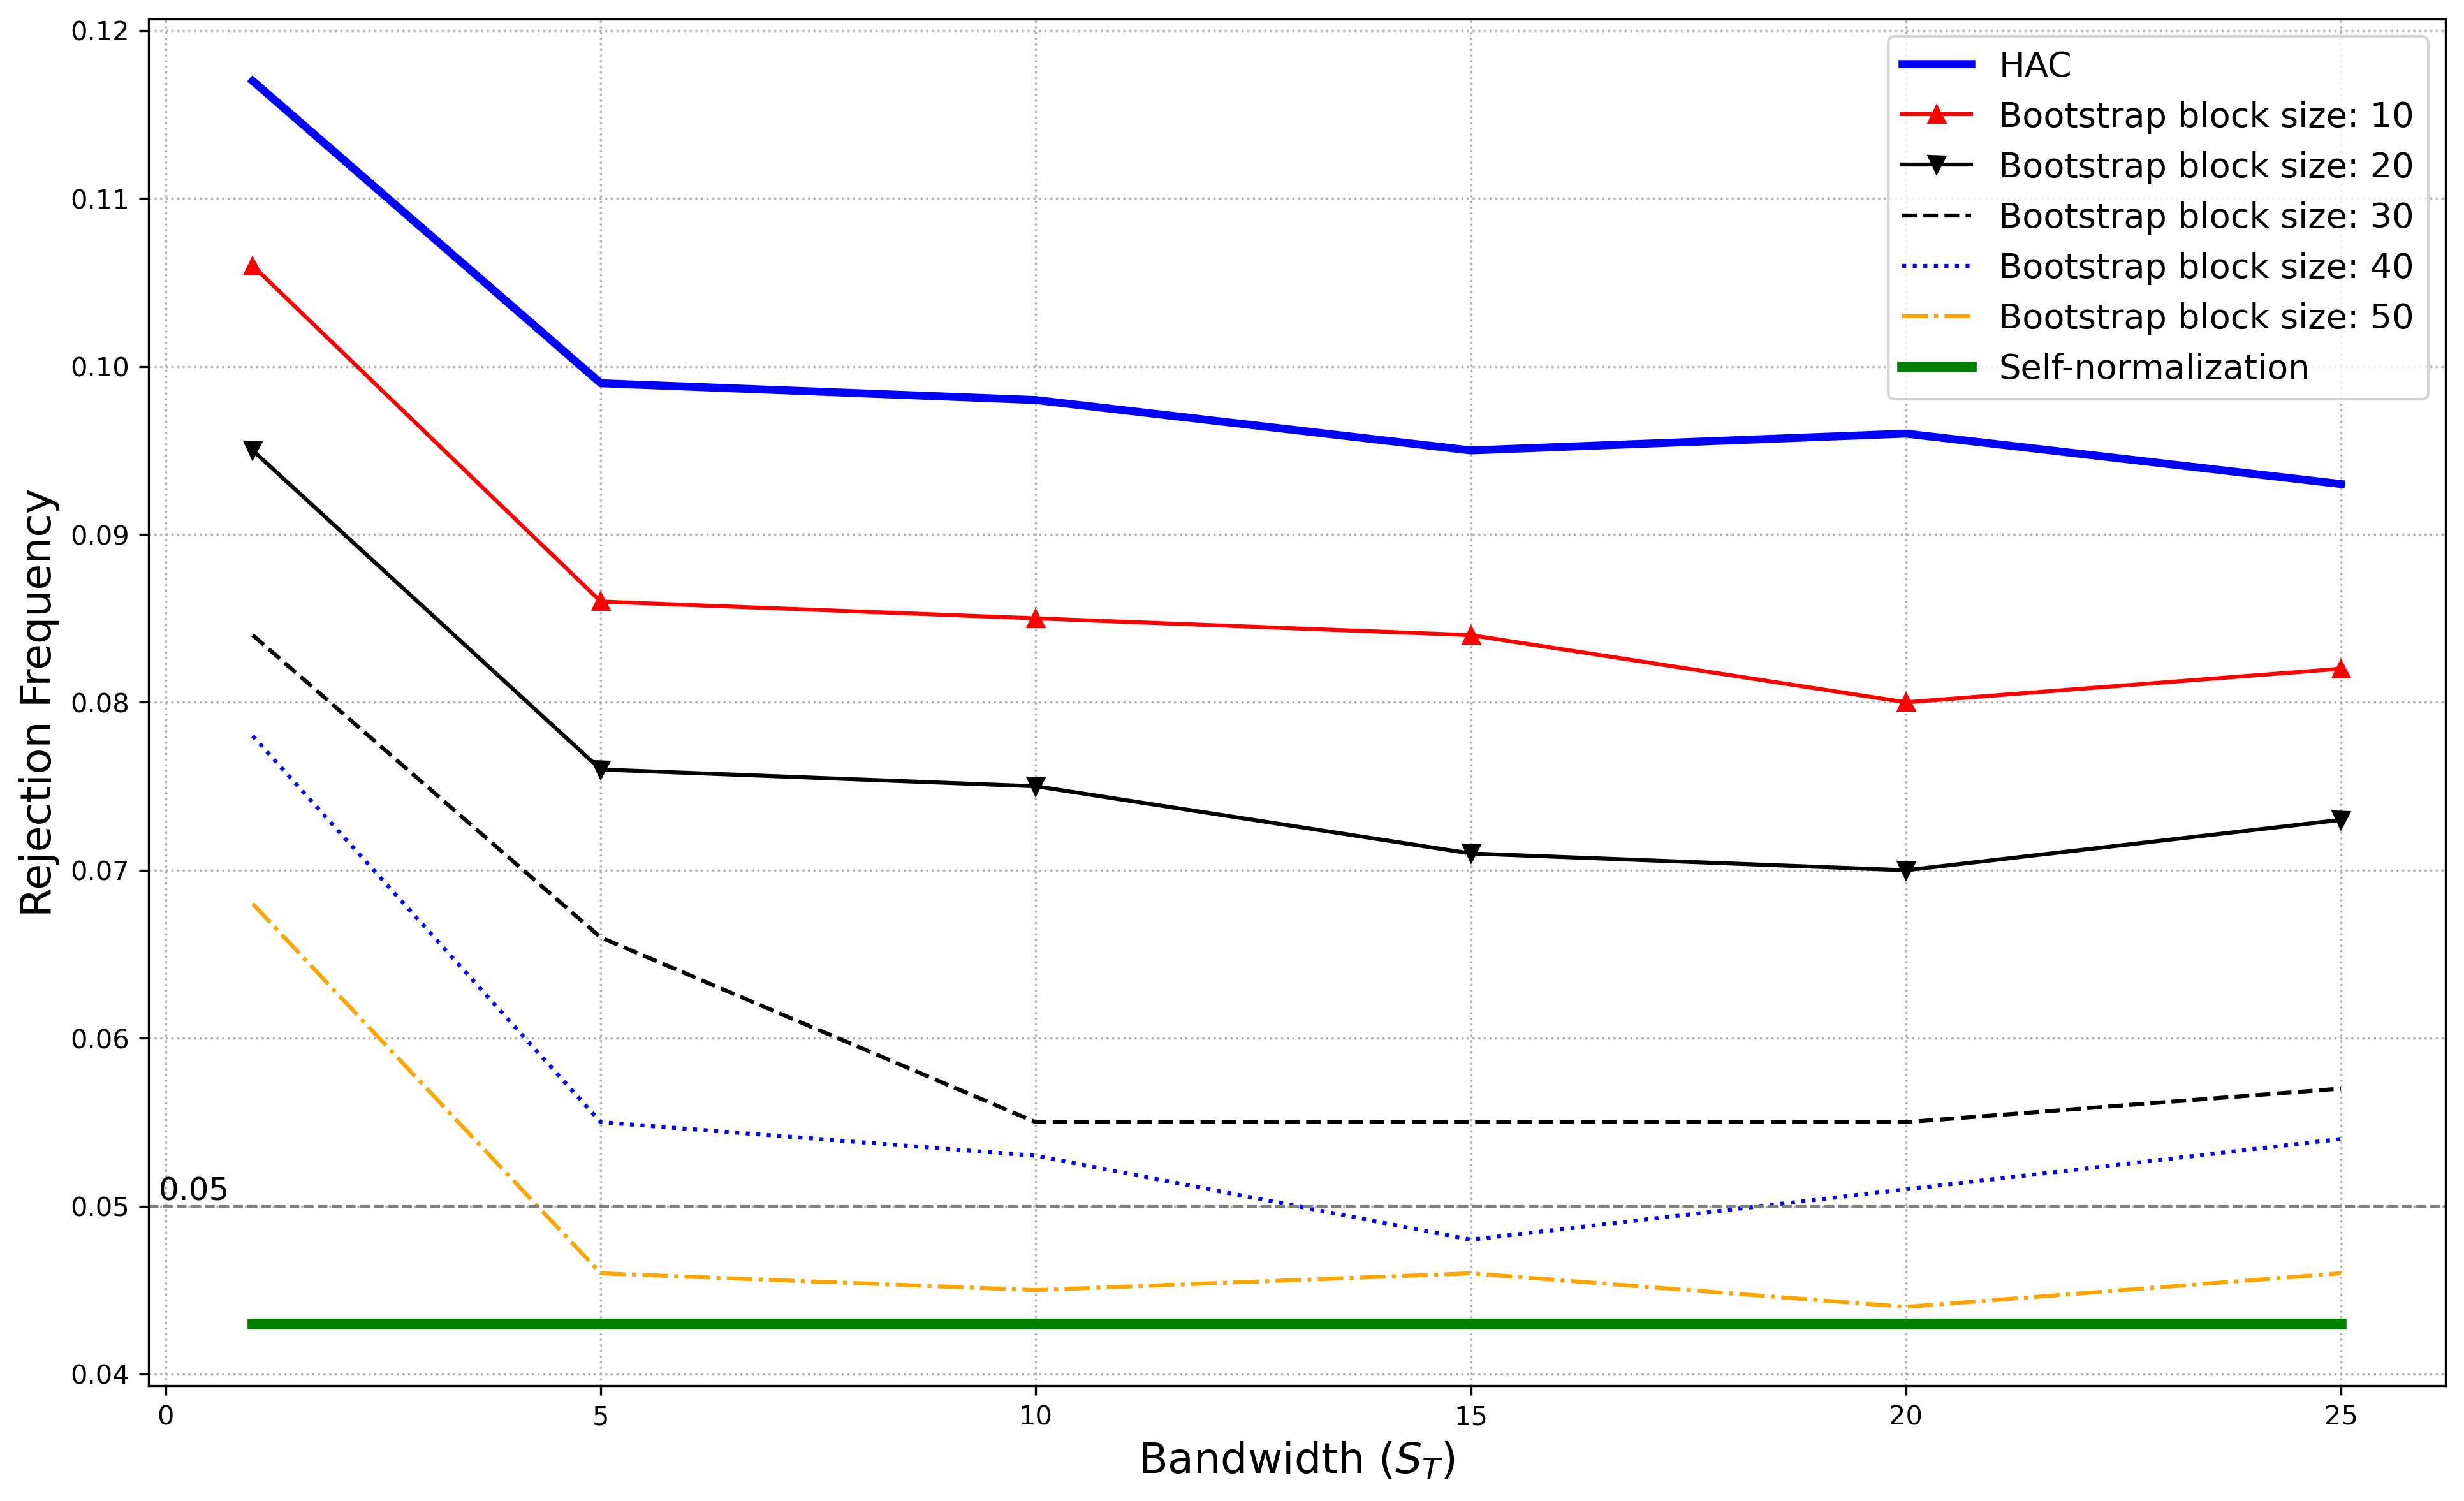 0.12
0.11
0.10
0.09
0.08
0.07
0.06
0.05
0.04
Rejection Frequency
0.05
HAC
Bootstrap block size: 10
Bootstrap block size: 20
Bootstrap block size: 30
Bootstrap block size: 40
Bootstrap block size: 50
Self-normalization
0 5 10 15 20 25
Bandwidth (S_T)